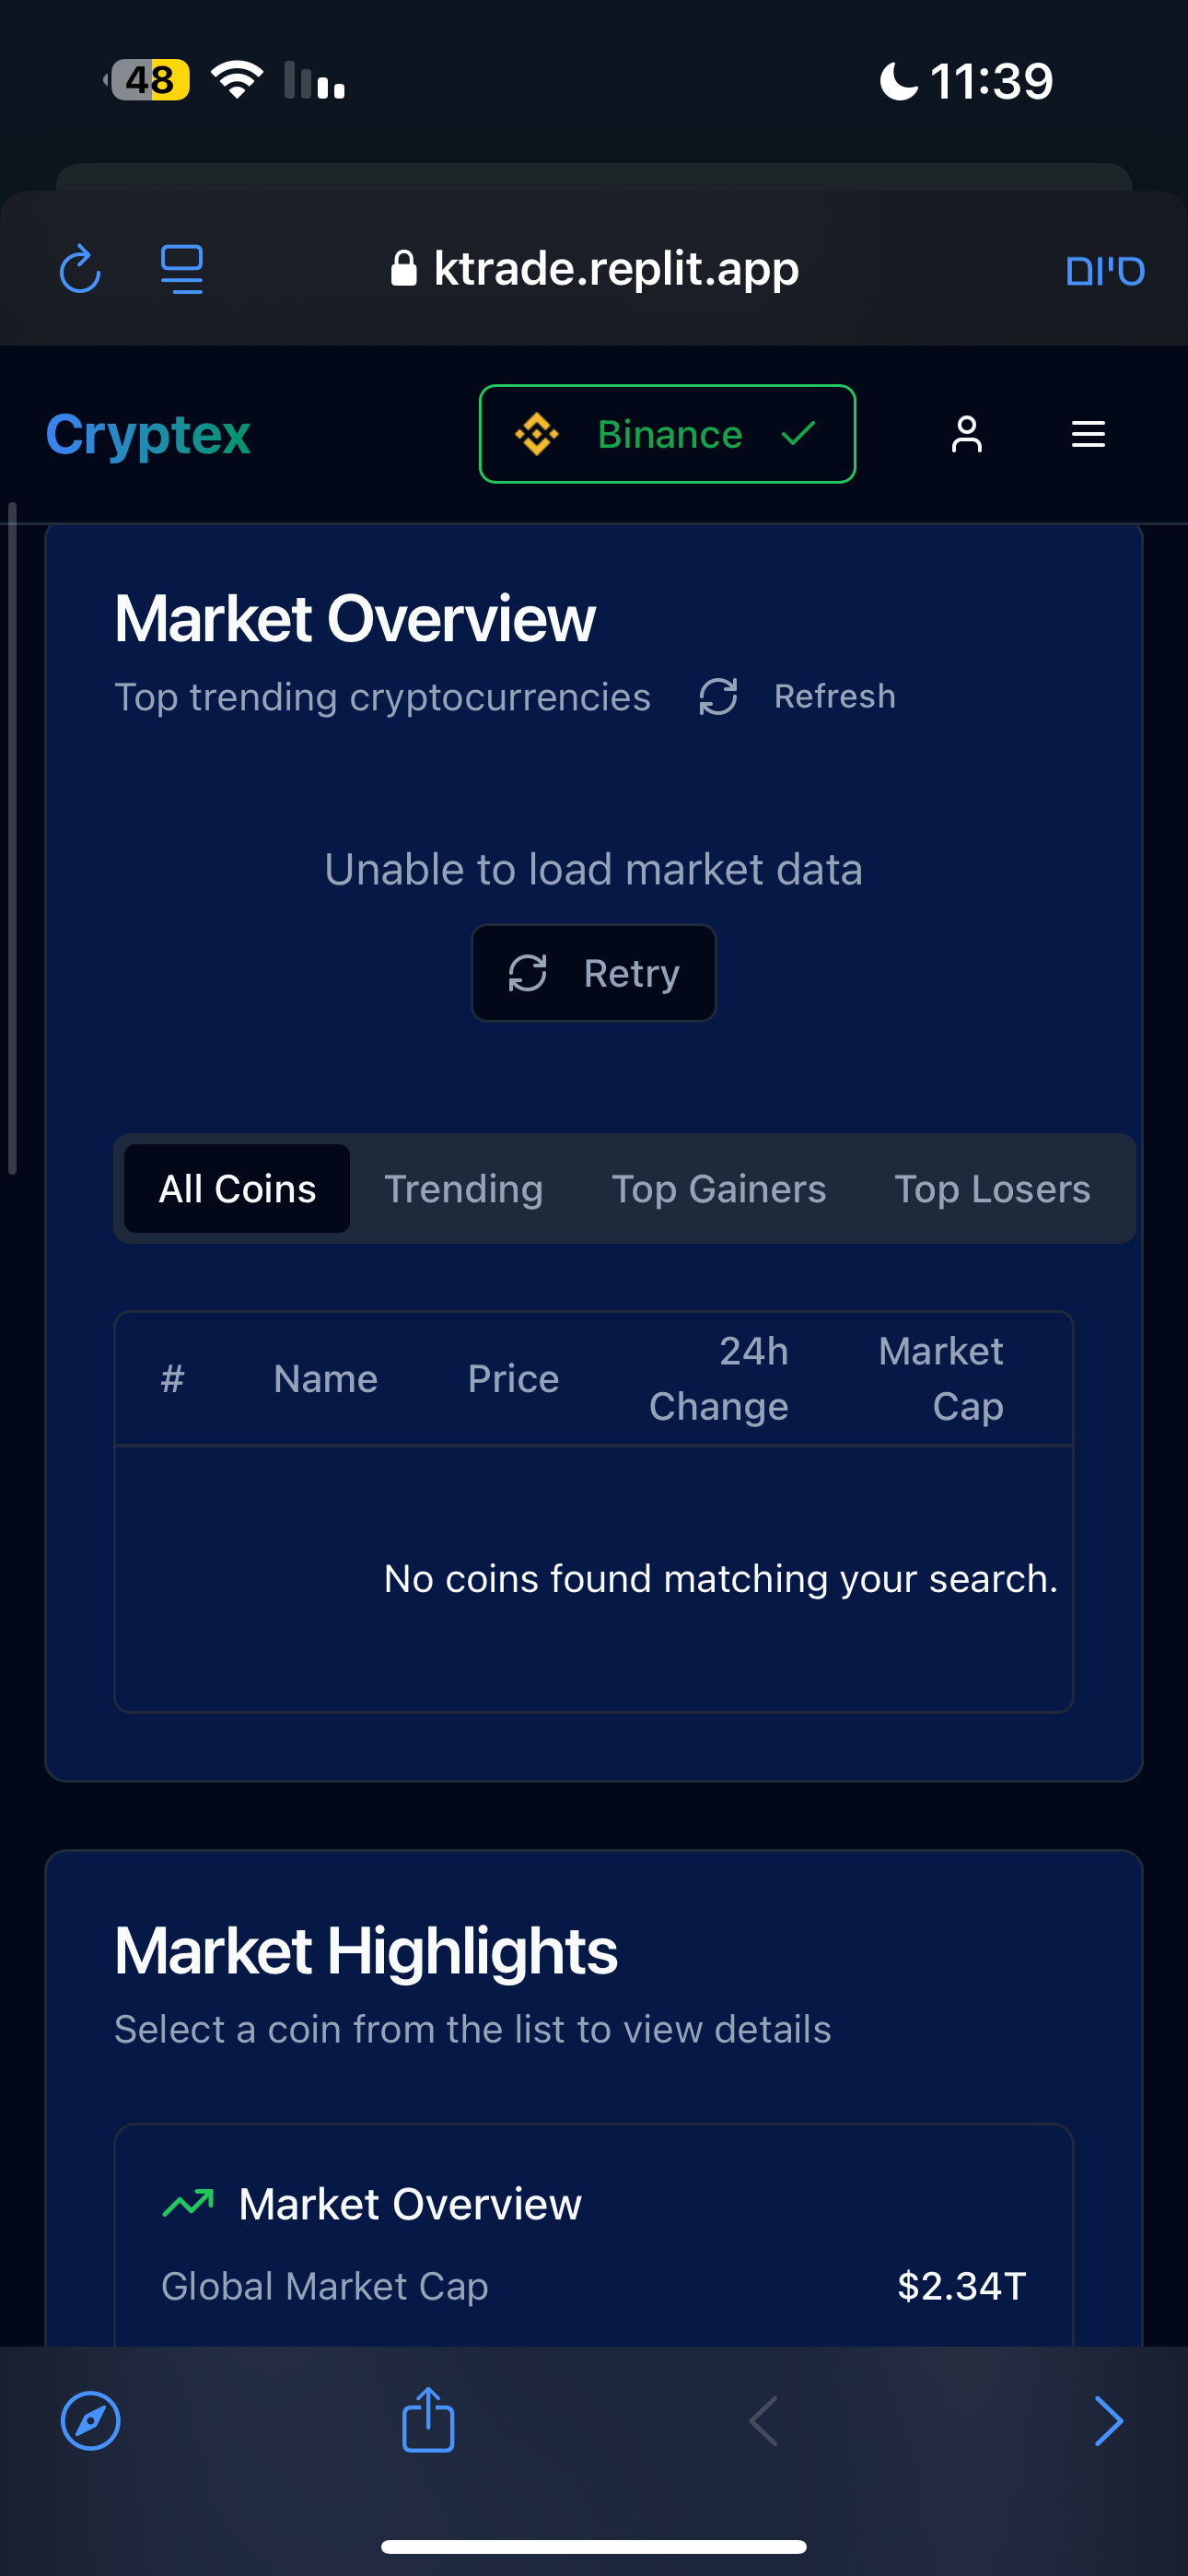 48
11:39
ktrade.replit.app
סיום
Cryptex
Binance
Market Overview
Top trending cryptocurrencies
Refresh
Unable to load market data
Retry
All Coins
Trending
Top Gainers
Top Losers
#
Name
Price
24h
Change
Market
Cap
No coins found matching your search.
Market Highlights
Select a coin from the list to view details
Market Overview
Global Market Cap
$2.34T